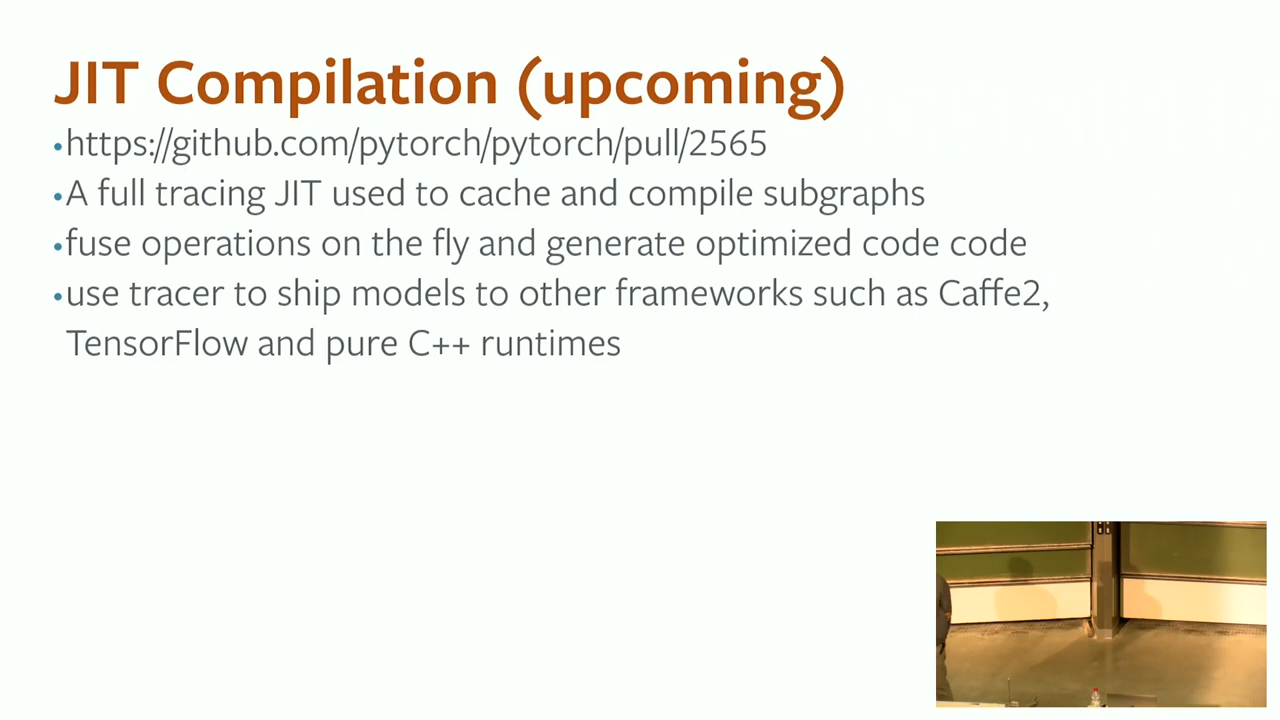 JIT Compilation (upcoming)
•https://github.com/pytorch/pytorch/pull/2565
•A full tracing JIT used to cache and compile subgraphs
•fuse operations on the fly and generate optimized code code
•use tracer to ship models to other frameworks such as Caffe2,
TensorFlow and pure C++ runtimes